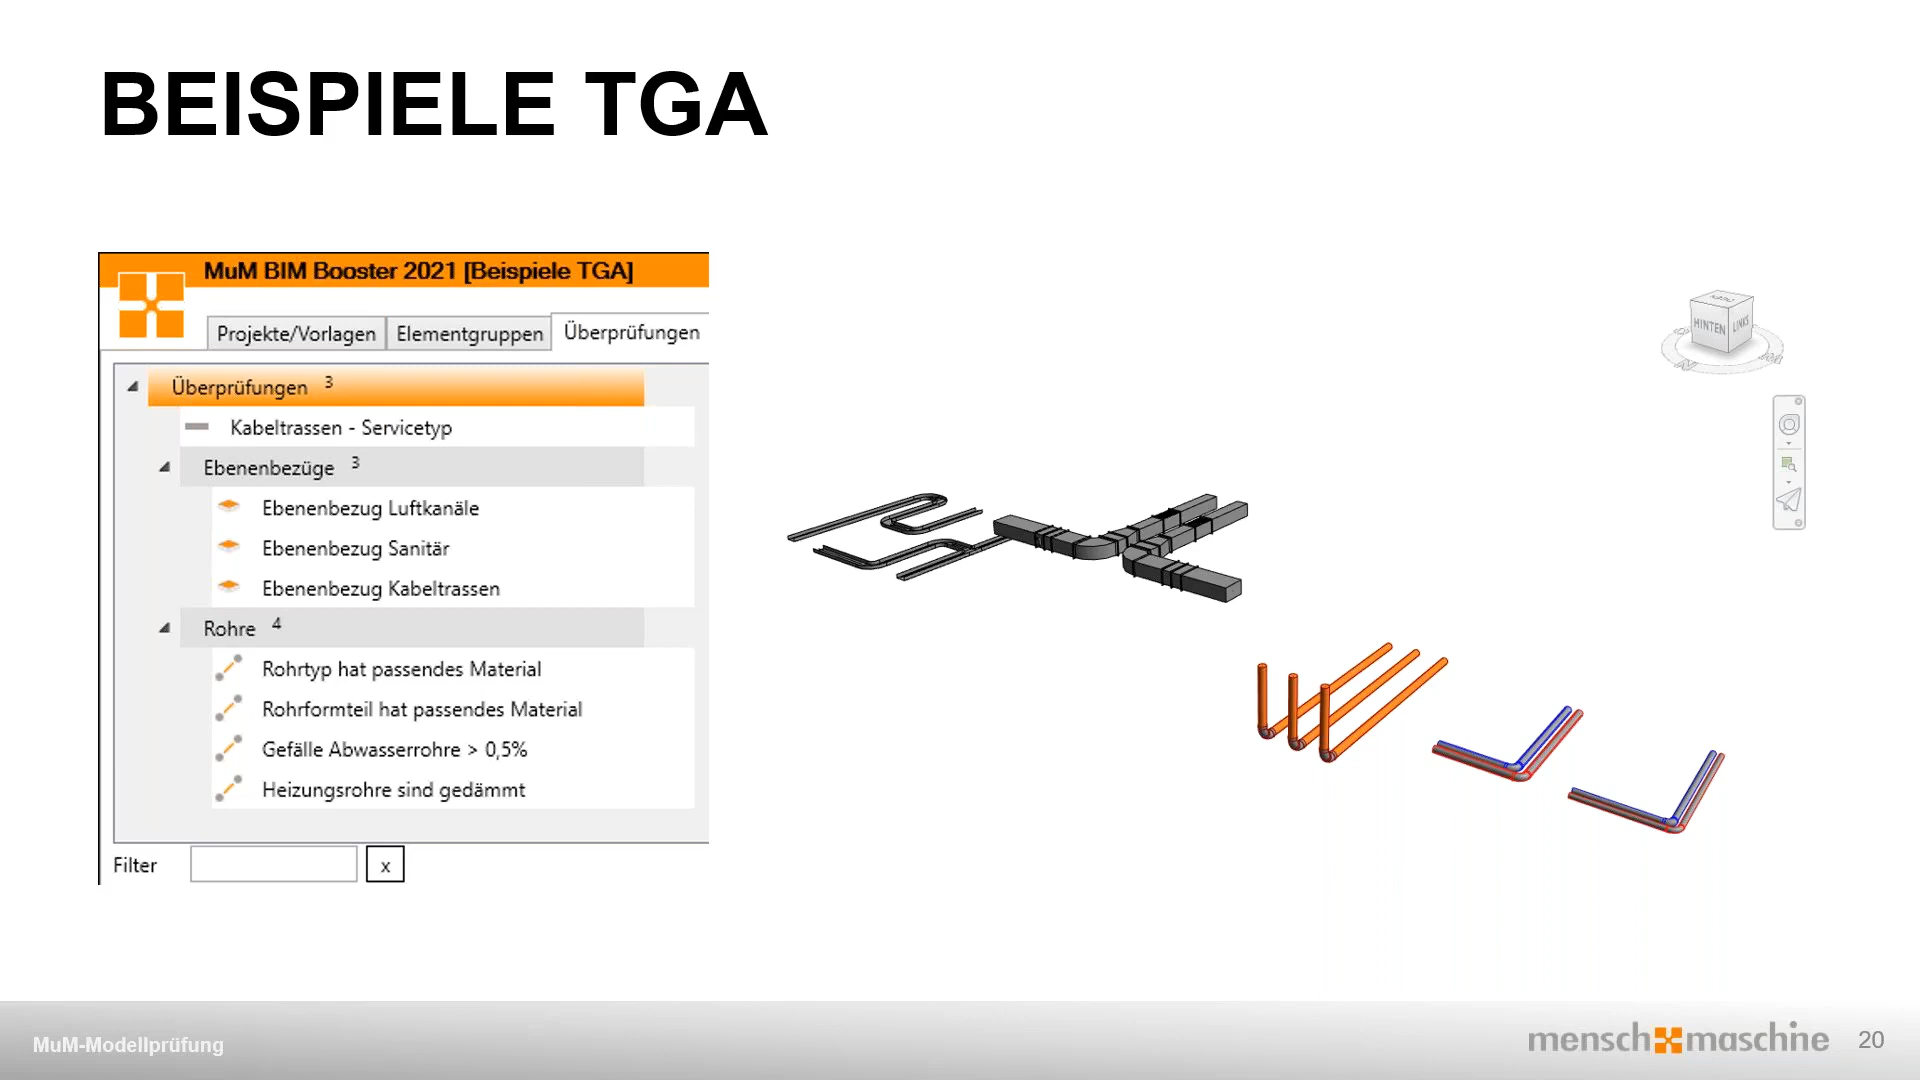 BEISPIELE TGA
MuM BIM Booster 2021 [Beispiele TGA]
Projekte/Vorlagen
Elementgruppen
Überprüfungen
Überprüfungen 3
Kabeltrassen - Servicetyp
Ebenenbezüge 3
Ebenenbezug Luftkanäle
Ebenenbezug Sanitär
Ebenenbezug Kabeltrassen
Rohre 4
Rohrtyp hat passendes Material
Rohrformteil hat passendes Material
Gefälle Abwasserrohre > 0,5%
Heizungsrohre sind gedämmt
Filter
x
HINTEN
LINKS
MuM-Modellprüfung
mensch maschine
20